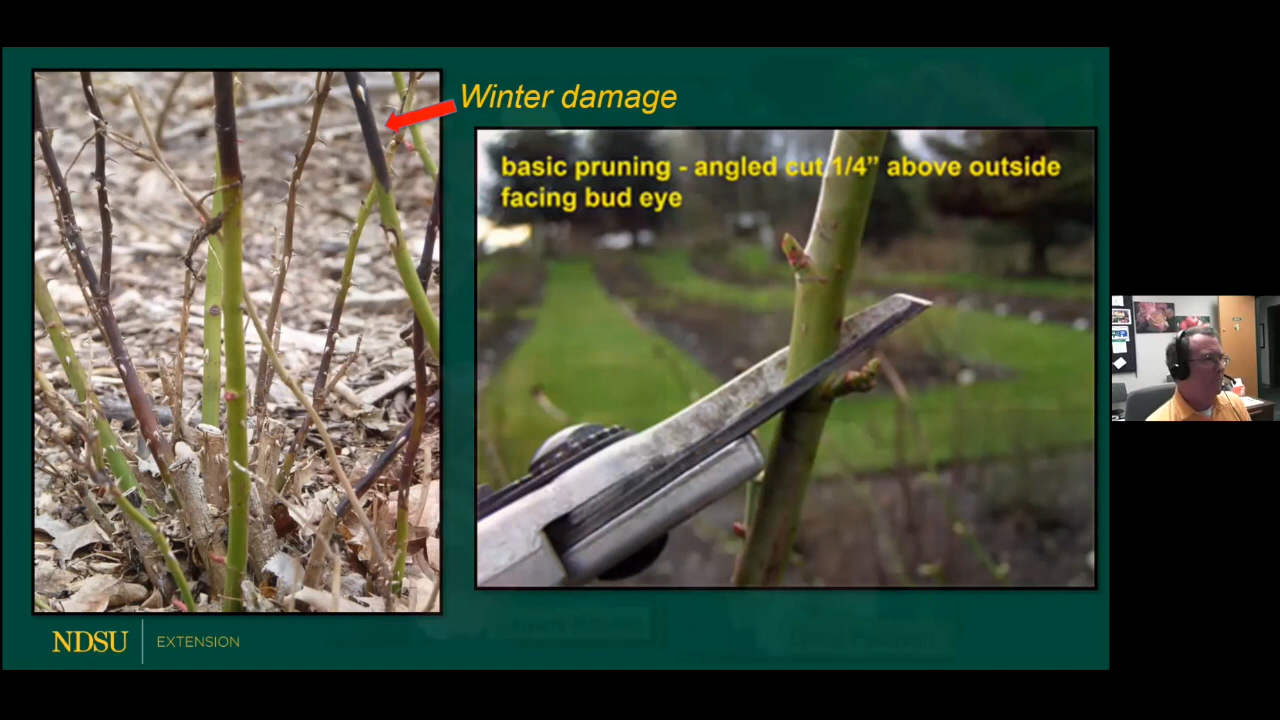 Winter damage
basic pruning - angled cut 1/4” above outside
facing bud eye
NDSU EXTENSION